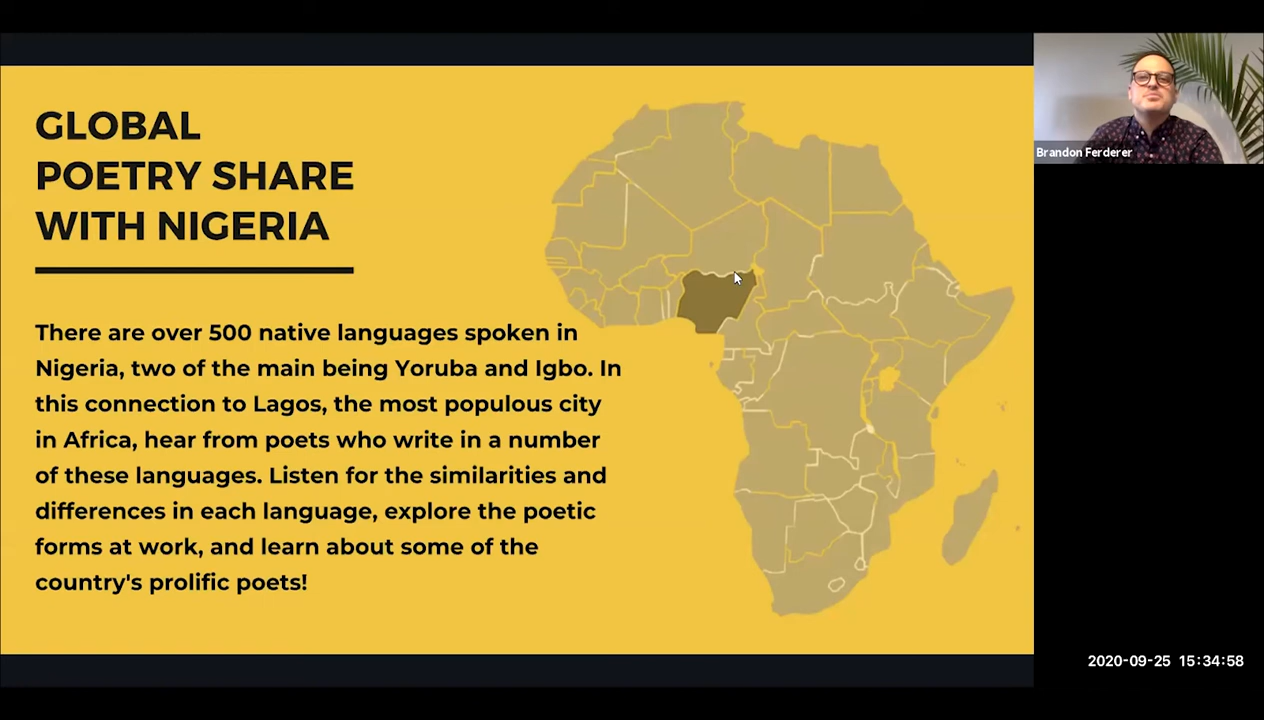 GLOBAL
POETRY SHARE
WITH NIGERIA
There are over 500 native languages spoken in
Nigeria, two of the main being Yoruba and Igbo. In
this connection to Lagos, the most populous city
in Africa, hear from poets who write in a number
of these languages. Listen for the similarities and
differences in each language, explore the poetic
forms at work, and learn about some of the
country's prolific poets!
Brandon Ferderer
2020-09-25 15:34:58